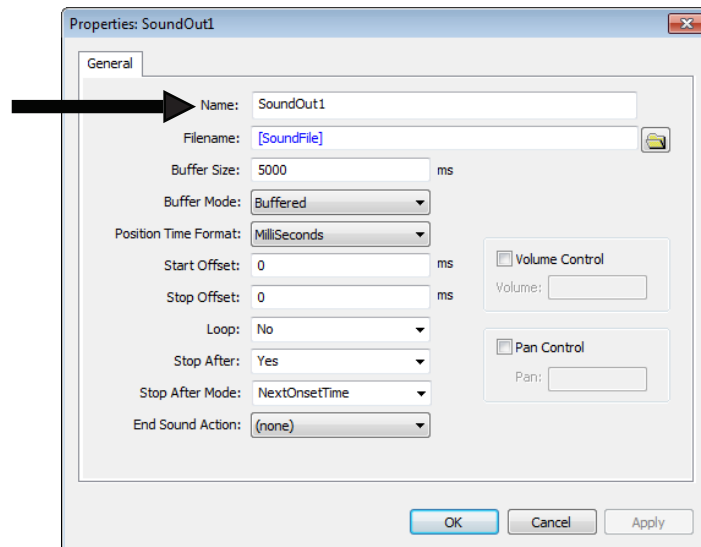 Properties: SoundOut1
General
Name: SoundOut1
Filename: [SoundFile]
Buffer Size: 5000 ms
Buffer Mode: Buffered
Position Time Format: MilliSeconds
Start Offset: 0 ms
Stop Offset: 0 ms
Loop: No
Stop After: Yes
Stop After Mode: NextOnsetTime
End Sound Action: (none)
Volume Control
Volume:
Pan Control
Pan:
OK Cancel Apply